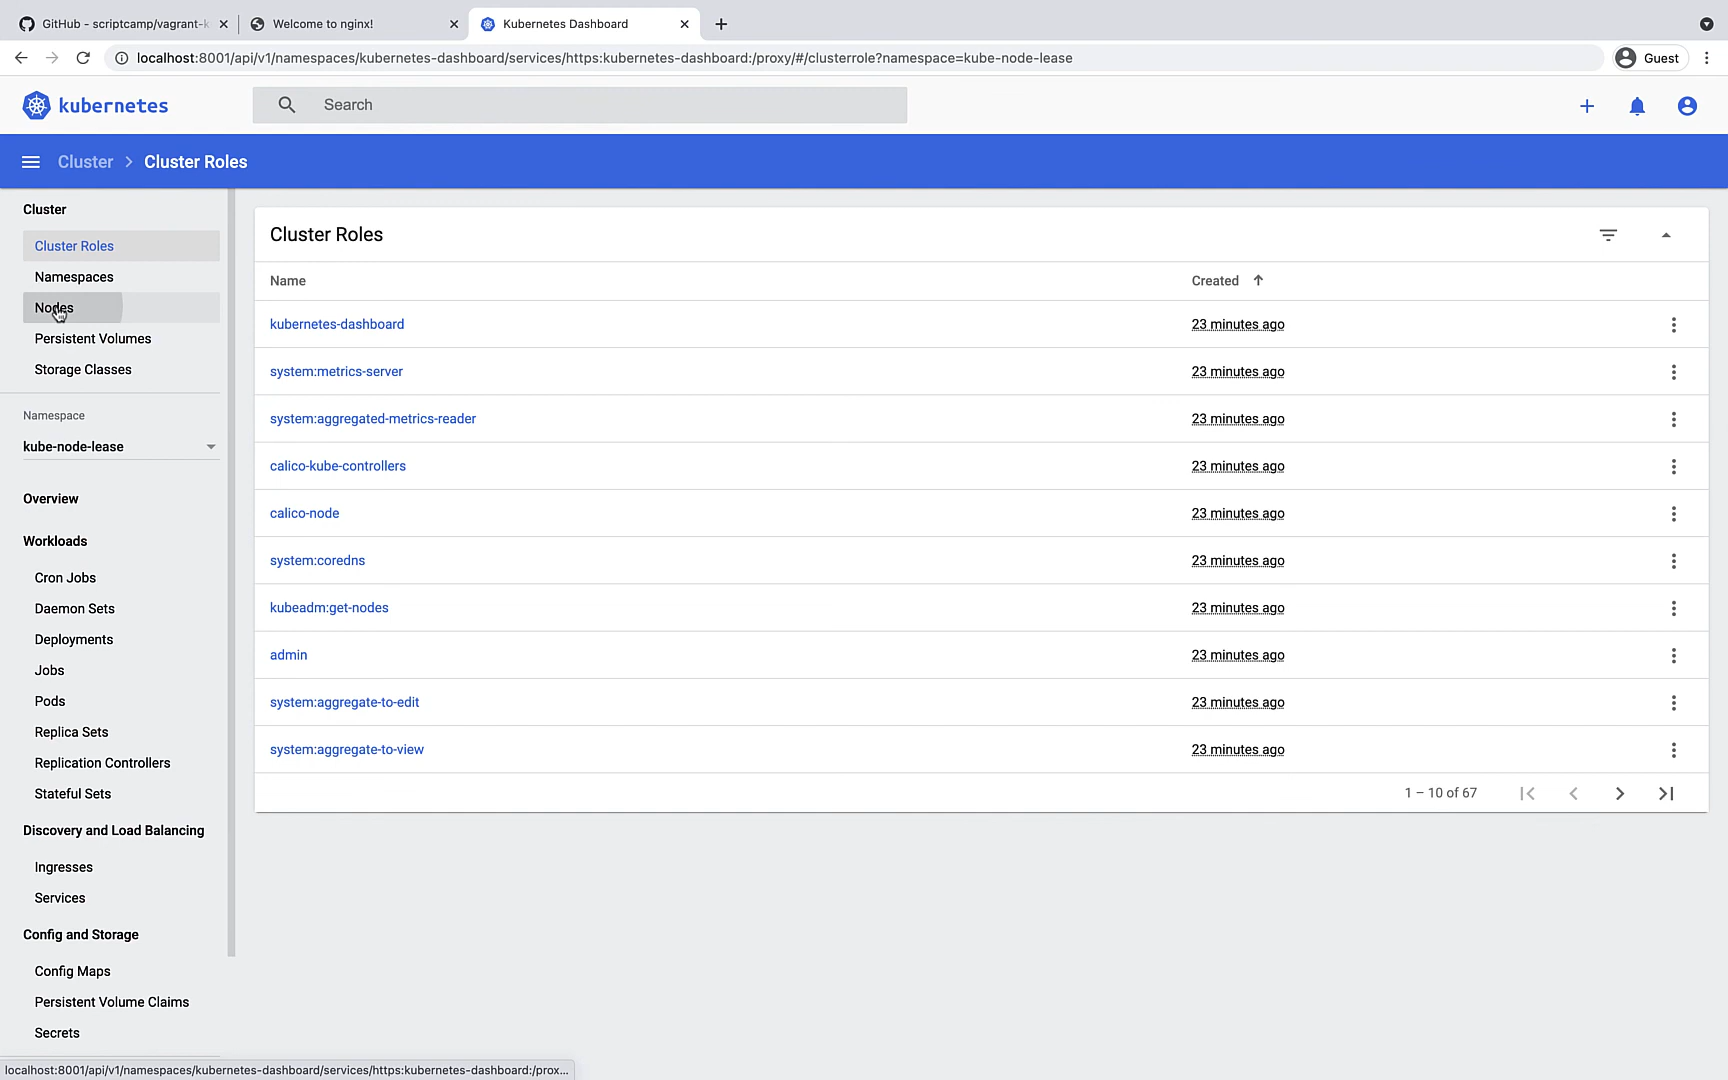 GitHub - scriptcamp/vagrant-k
Welcome to nginx!
Kubernetes Dashboard
localhost:8001/api/v1/namespaces/kubernetes-dashboard/services/https:kubernetes-dashboard:/proxy/#/clusterrole?namespace=kube-node-lease
Guest
kubernetes
Search
Cluster > Cluster Roles
Cluster
Cluster Roles
Namespaces
Nodes
Persistent Volumes
Storage Classes
Namespace
kube-node-lease
Overview
Workloads
Cron Jobs
Daemon Sets
Deployments
Jobs
Pods
Replica Sets
Replication Controllers
Stateful Sets
Discovery and Load Balancing
Ingresses
Services
Config and Storage
Config Maps
Persistent Volume Claims
Secrets
Cluster Roles
Name Created
kubernetes-dashboard 23 minutes ago
system:metrics-server 23 minutes ago
system:aggregated-metrics-reader 23 minutes ago
calico-kube-controllers 23 minutes ago
calico-node 23 minutes ago
system:coredns 23 minutes ago
kubeadm:get-nodes 23 minutes ago
admin 23 minutes ago
system:aggregate-to-edit 23 minutes ago
system:aggregate-to-view 23 minutes ago
1 – 10 of 67
localhost:8001/api/v1/namespaces/kubernetes-dashboard/services/https:kubernetes-dashboard:/prox...